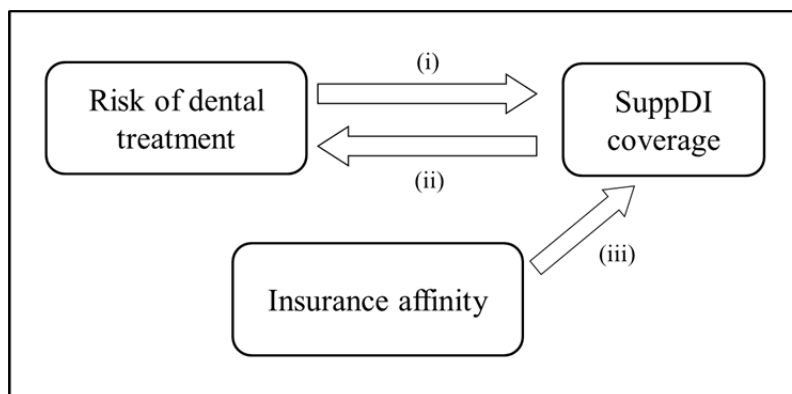 (i)
Risk of dental
treatment
SuppDI
coverage
(ii)
(iii)
Insurance affinity